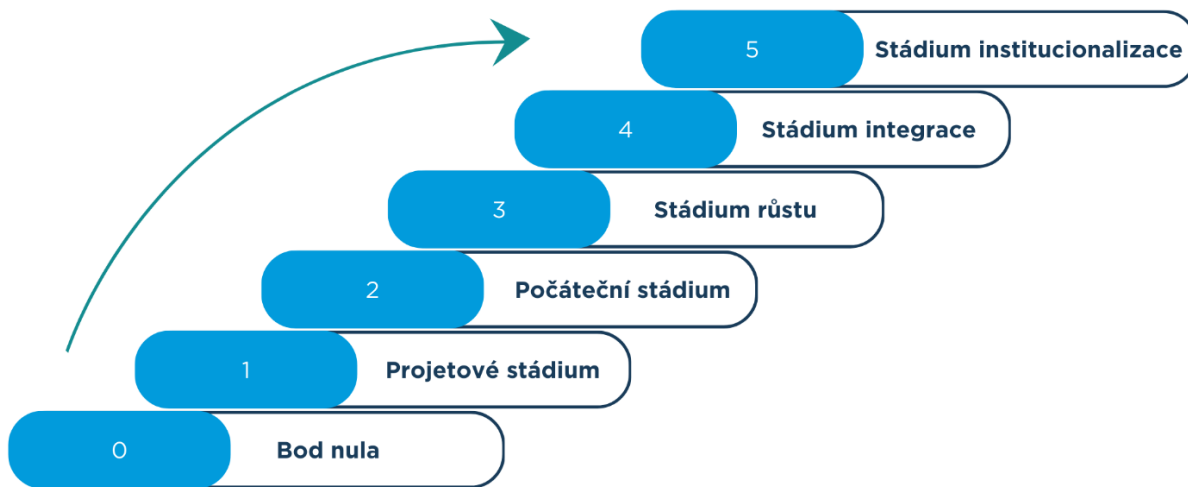 5 Stádium institucionalizace
4 Stádium integrace
3 Stádium růstu
2 Počáteční stádium
1 Projetové stádium
0 Bod nula